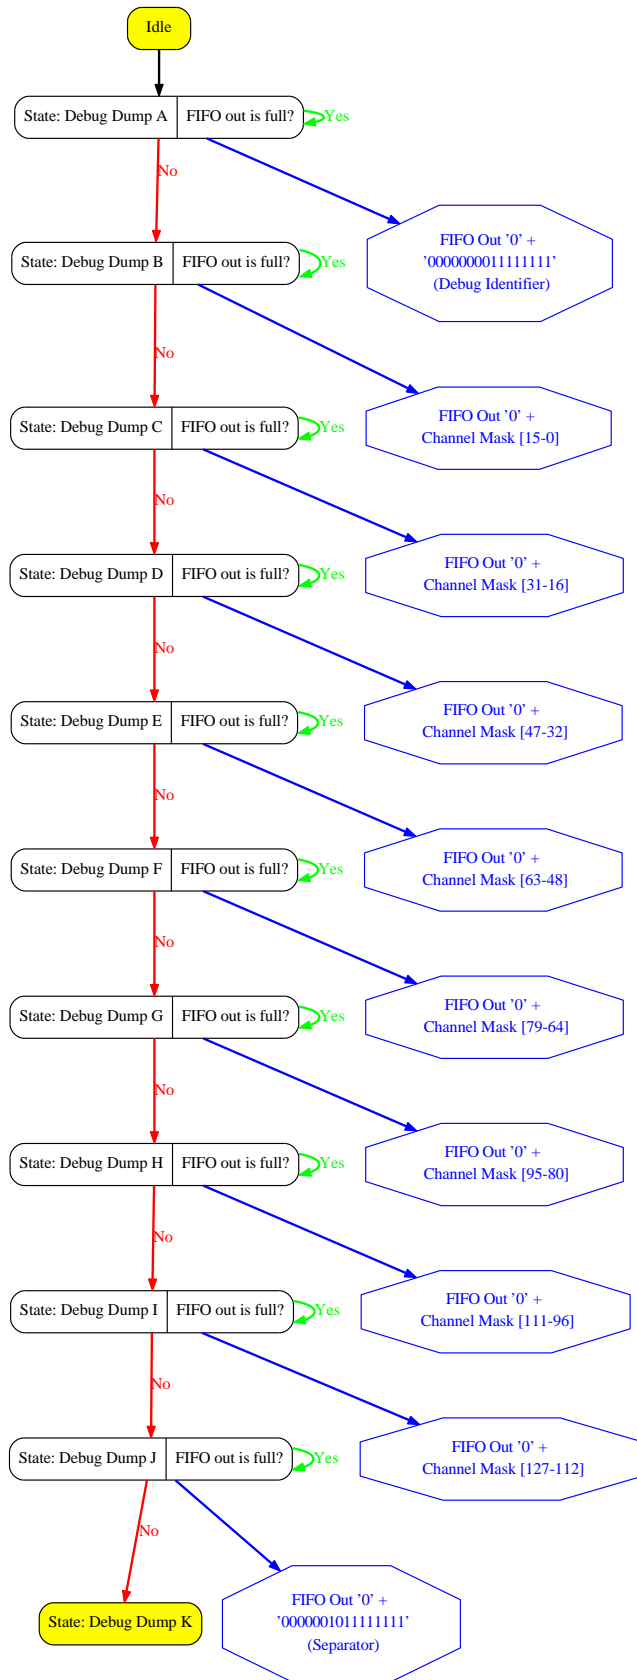 Idle
State: Debug Dump A FIFO out is full? Yes
No
FIFO Out '0' +
'0000000011111111'
(Debug Identifier)
State: Debug Dump B FIFO out is full? Yes
No
FIFO Out '0' +
Channel Mask [15-0]
State: Debug Dump C FIFO out is full? Yes
No
FIFO Out '0' +
Channel Mask [31-16]
State: Debug Dump D FIFO out is full? Yes
No
FIFO Out '0' +
Channel Mask [47-32]
State: Debug Dump E FIFO out is full? Yes
No
FIFO Out '0' +
Channel Mask [63-48]
State: Debug Dump F FIFO out is full? Yes
No
FIFO Out '0' +
Channel Mask [79-64]
State: Debug Dump G FIFO out is full? Yes
No
FIFO Out '0' +
Channel Mask [95-80]
State: Debug Dump H FIFO out is full? Yes
No
FIFO Out '0' +
Channel Mask [111-96]
State: Debug Dump I FIFO out is full? Yes
No
FIFO Out '0' +
Channel Mask [127-112]
State: Debug Dump J FIFO out is full? Yes
No
FIFO Out '0' +
'0000001011111111'
(Separator)
State: Debug Dump K